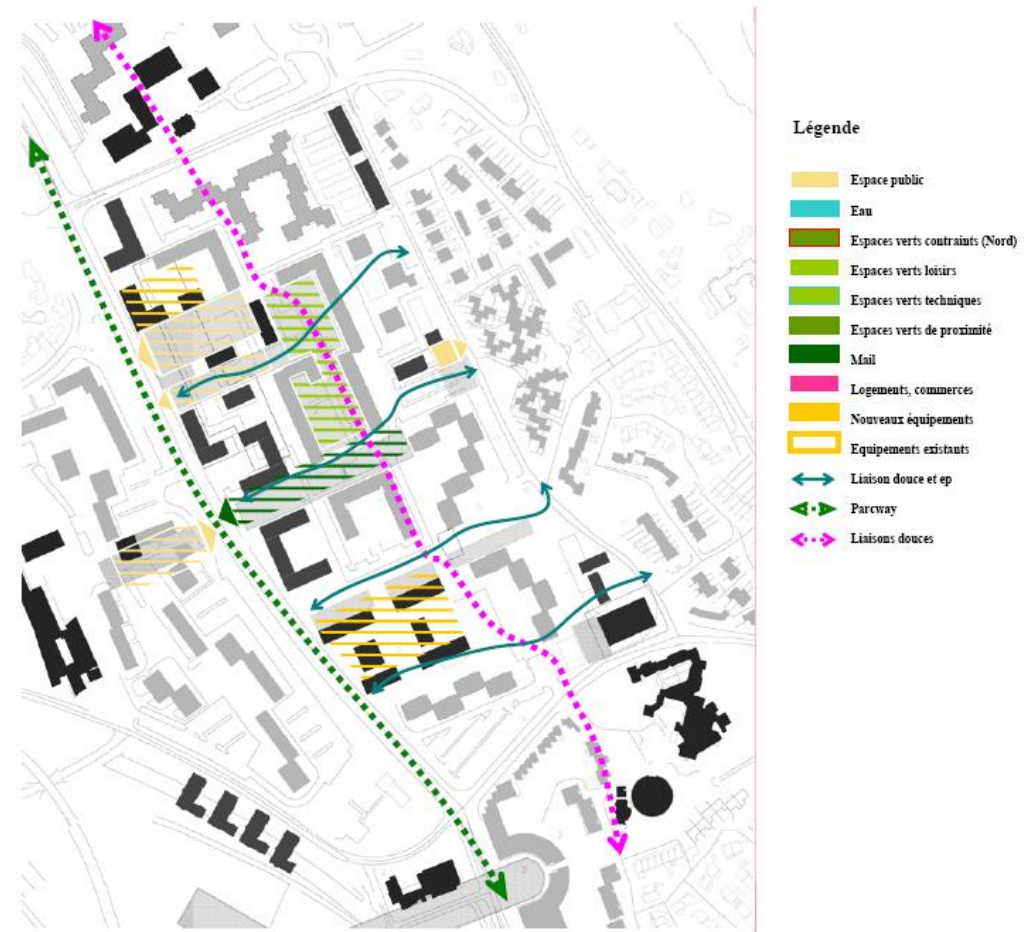 Légende
Espace public
Eau
Espaces verts contraints (Nord)
Espaces verts loisirs
Espaces verts techniques
Espaces verts de proximité
Mail
Logements, commerces
Nouveaux équipements
Equipements existants
Liaison douce et ep
Parcway
Liaisons douces